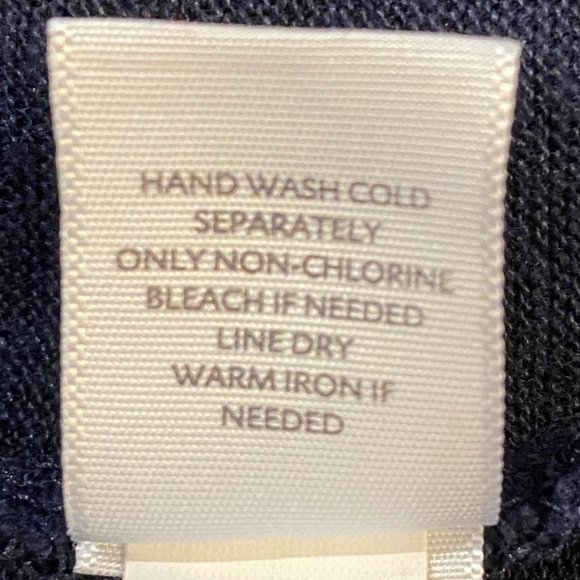 HAND WASH COLD
SEPARATELY
ONLY NON-CHLORINE
BLEACH IF NEEDED
LINE DRY
WARM IRON IF
NEEDED